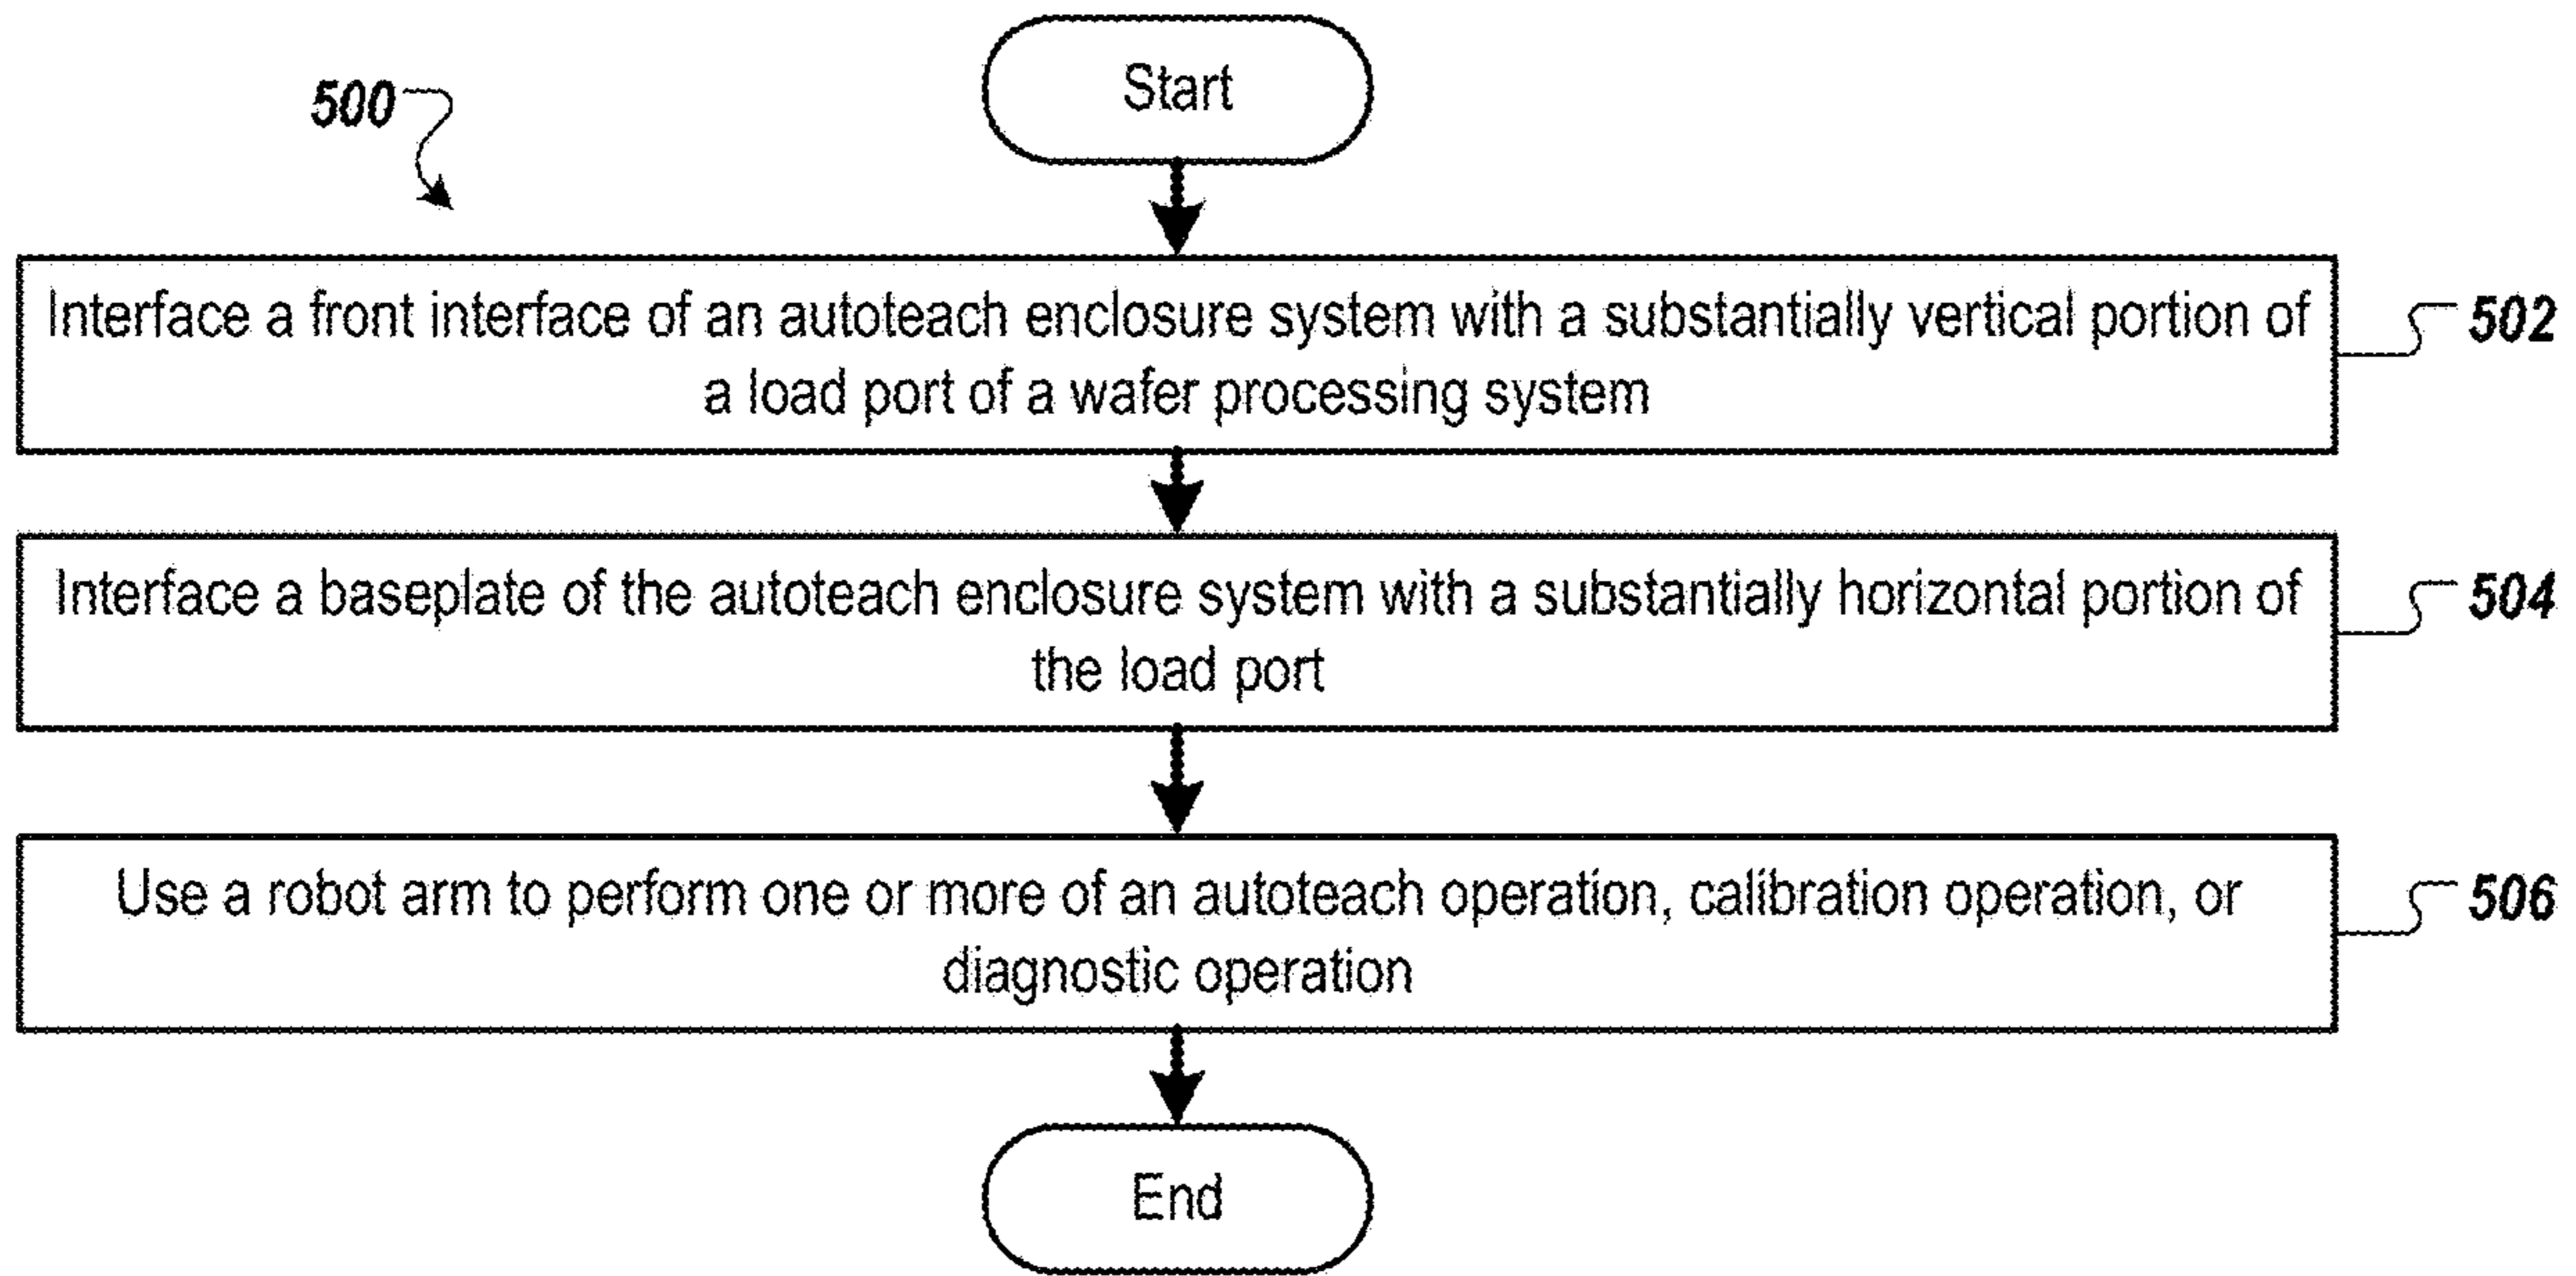 Start
500
Interface a front interface of an autoteach enclosure system with a substantially vertical portion of
a load port of a wafer processing system
502
Interface a baseplate of the autoteach enclosure system with a substantially horizontal portion of
the load port
504
Use a robot arm to perform one or more of an autoteach operation, calibration operation, or
diagnostic operation
506
End